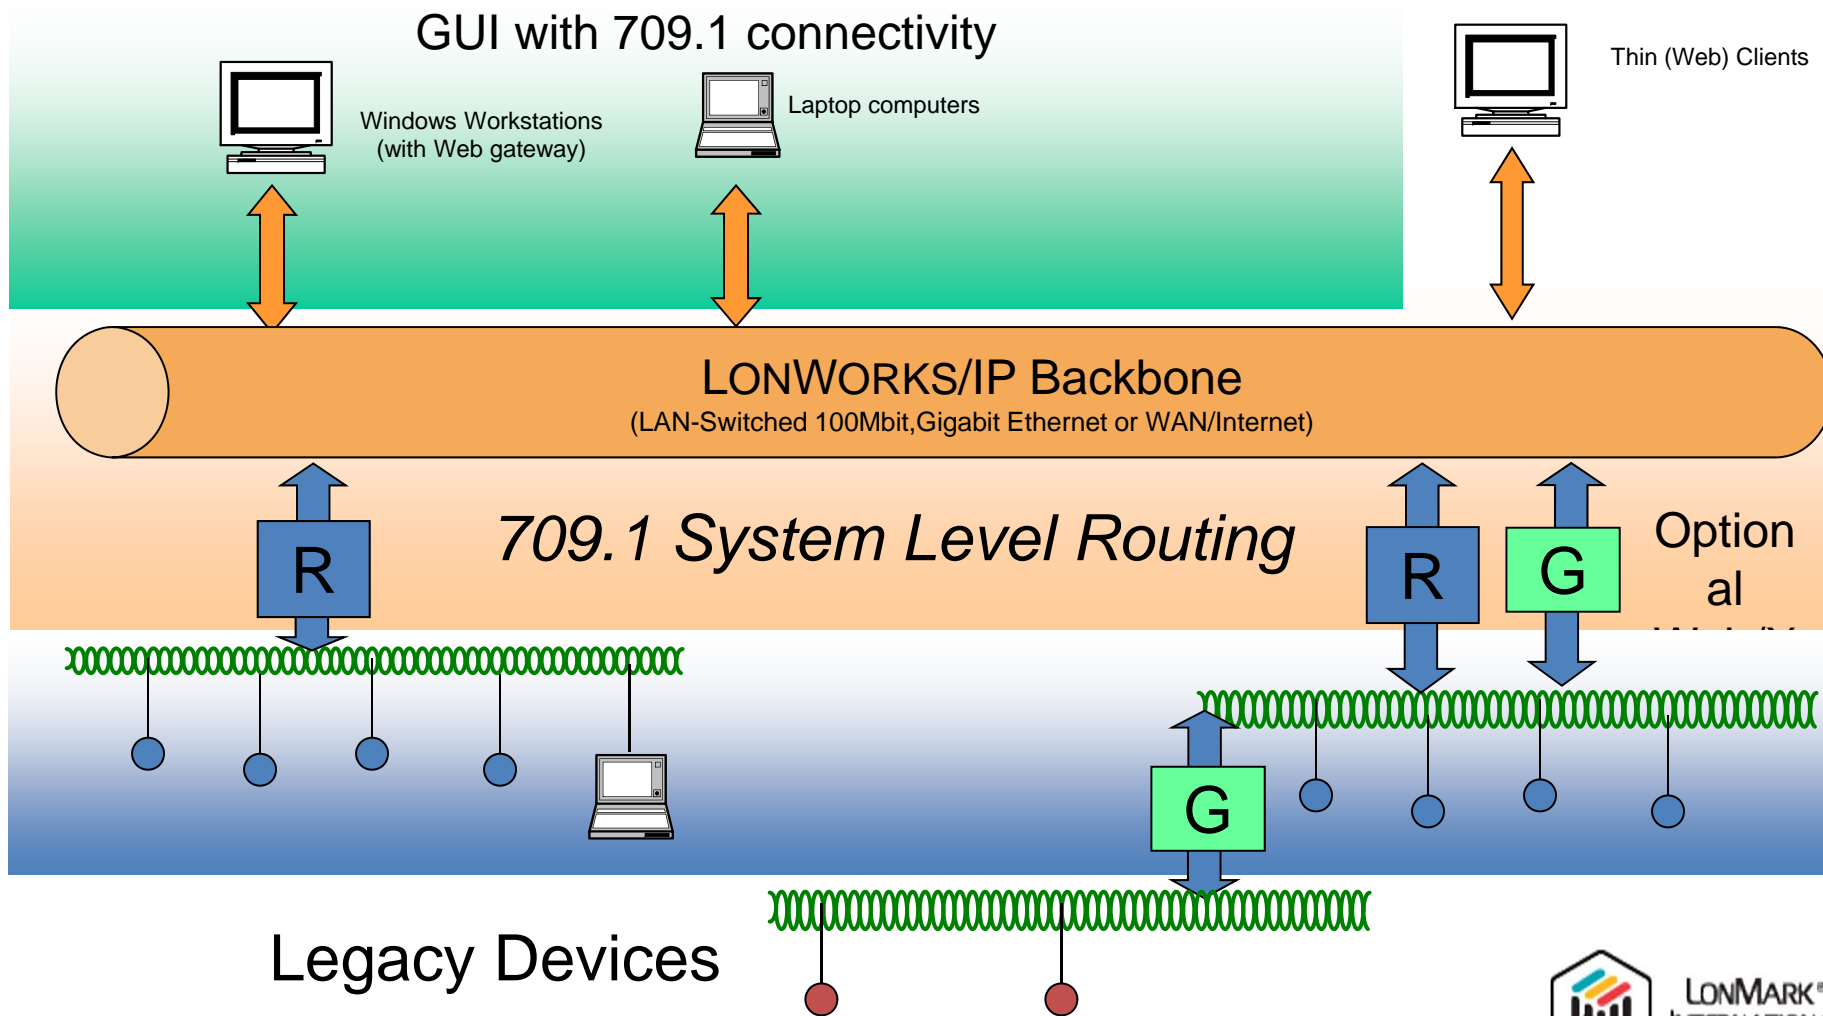 GUI with 709.1 connectivity
Thin (Web) Clients
Windows Workstations
(with Web gateway)
Laptop computers
LONWORKS/IP Backbone
(LAN-Switched 100Mbit,Gigabit Ethernet or WAN/Internet)
709.1 System Level Routing
R
R
G
Option
al
G
Legacy Devices
LONMARK®